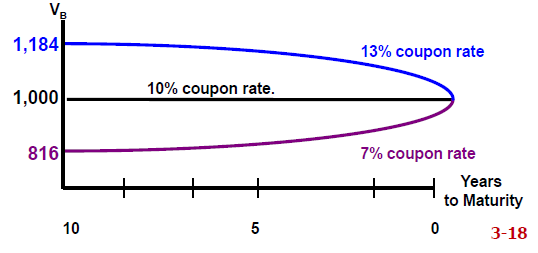 V_B
1,184
13% coupon rate
10% coupon rate.
1,000
816
7% coupon rate
Years
to Maturity
10
5
0
3-18